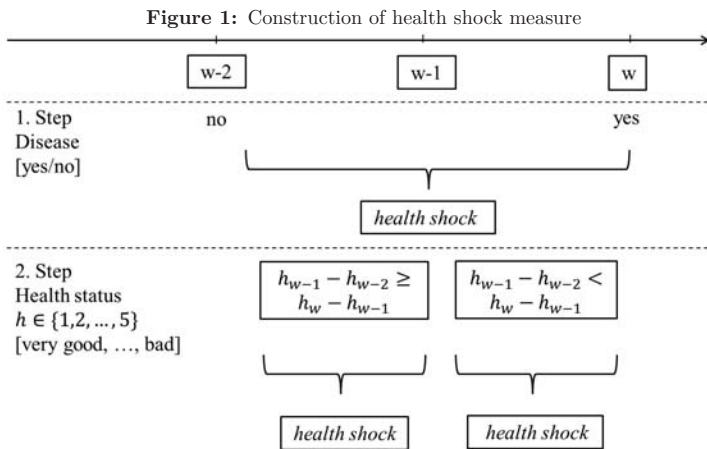 Figure 1: Construction of health shock measure
w-2 w-1 w
1. Step no yes
Disease
[yes/no]
health shock
2. Step
Health status
h ∈ {1,2, …, 5}
[very good, …, bad]
h_{w−1} − h_{w−2} ≥
h_w − h_{w−1}
h_{w−1} − h_{w−2} <
h_w − h_{w−1}
health shock health shock